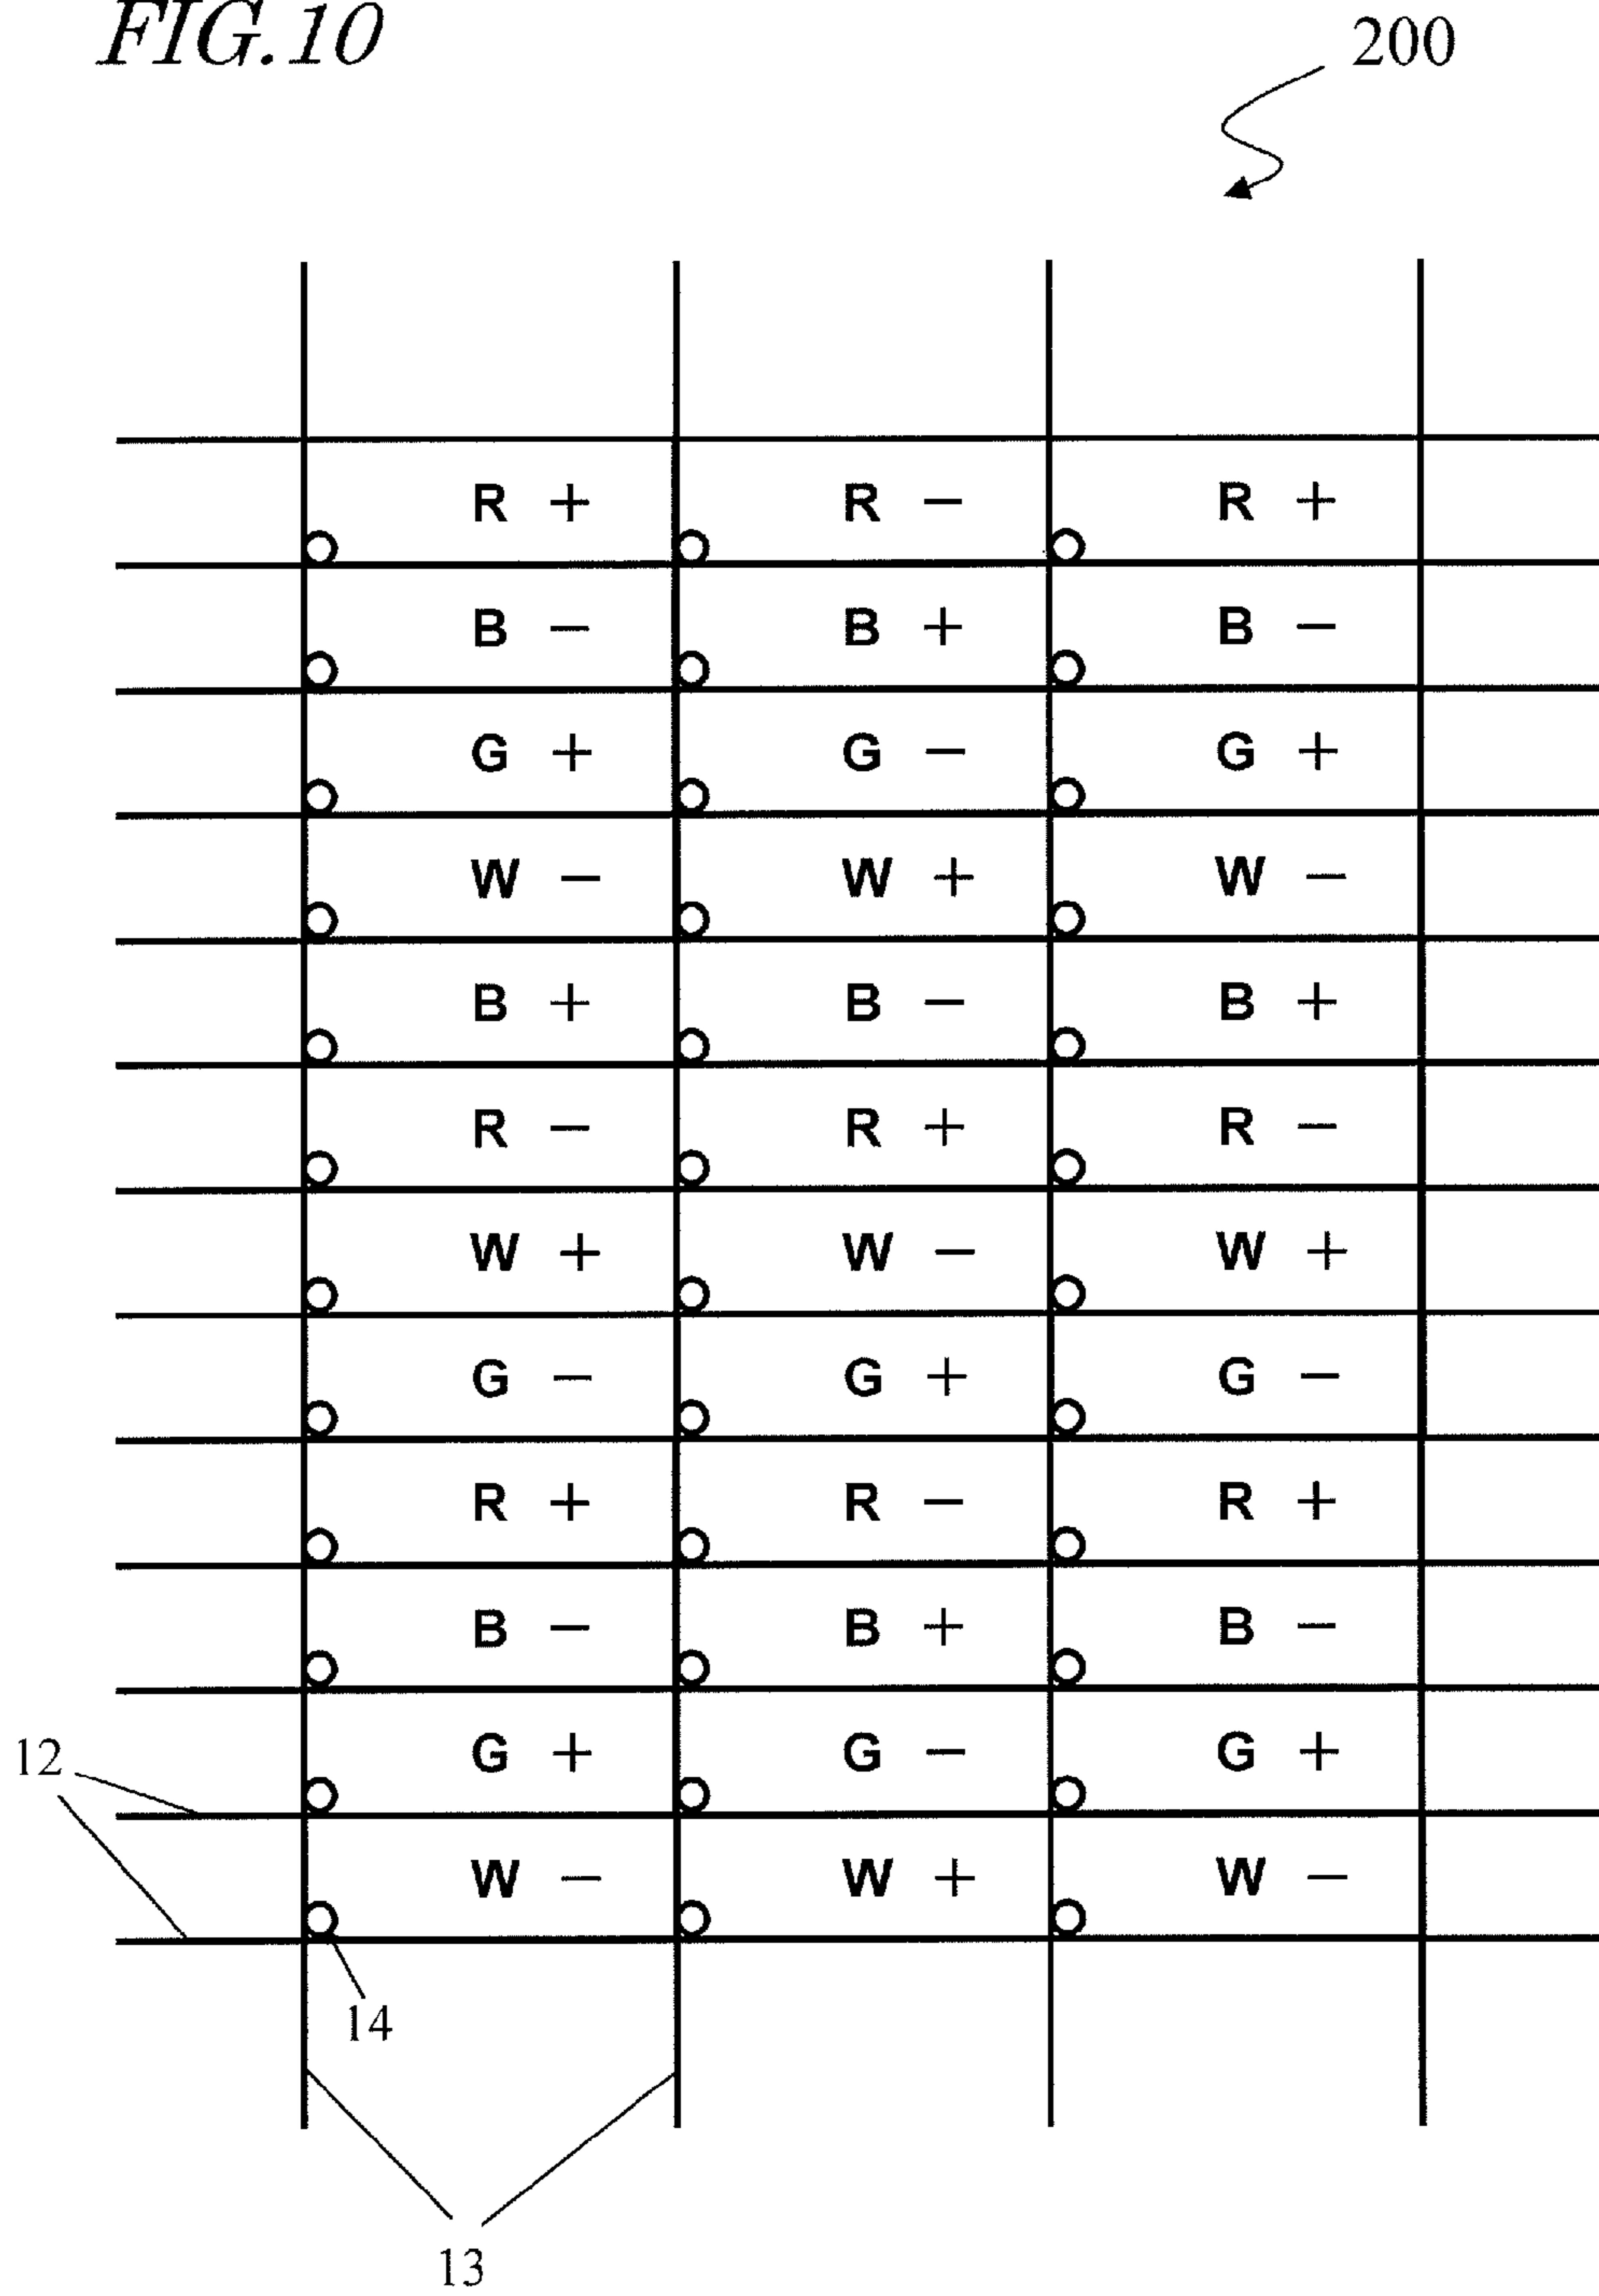 FIG.10
200
R + R − R +
B − B + B −
G + G − G +
W − W + W −
B + B − B +
R − R + R −
W + W − W +
G − G + G −
R + R − R +
B − B + B −
G + G − G +
12
W − W + W −
14
13